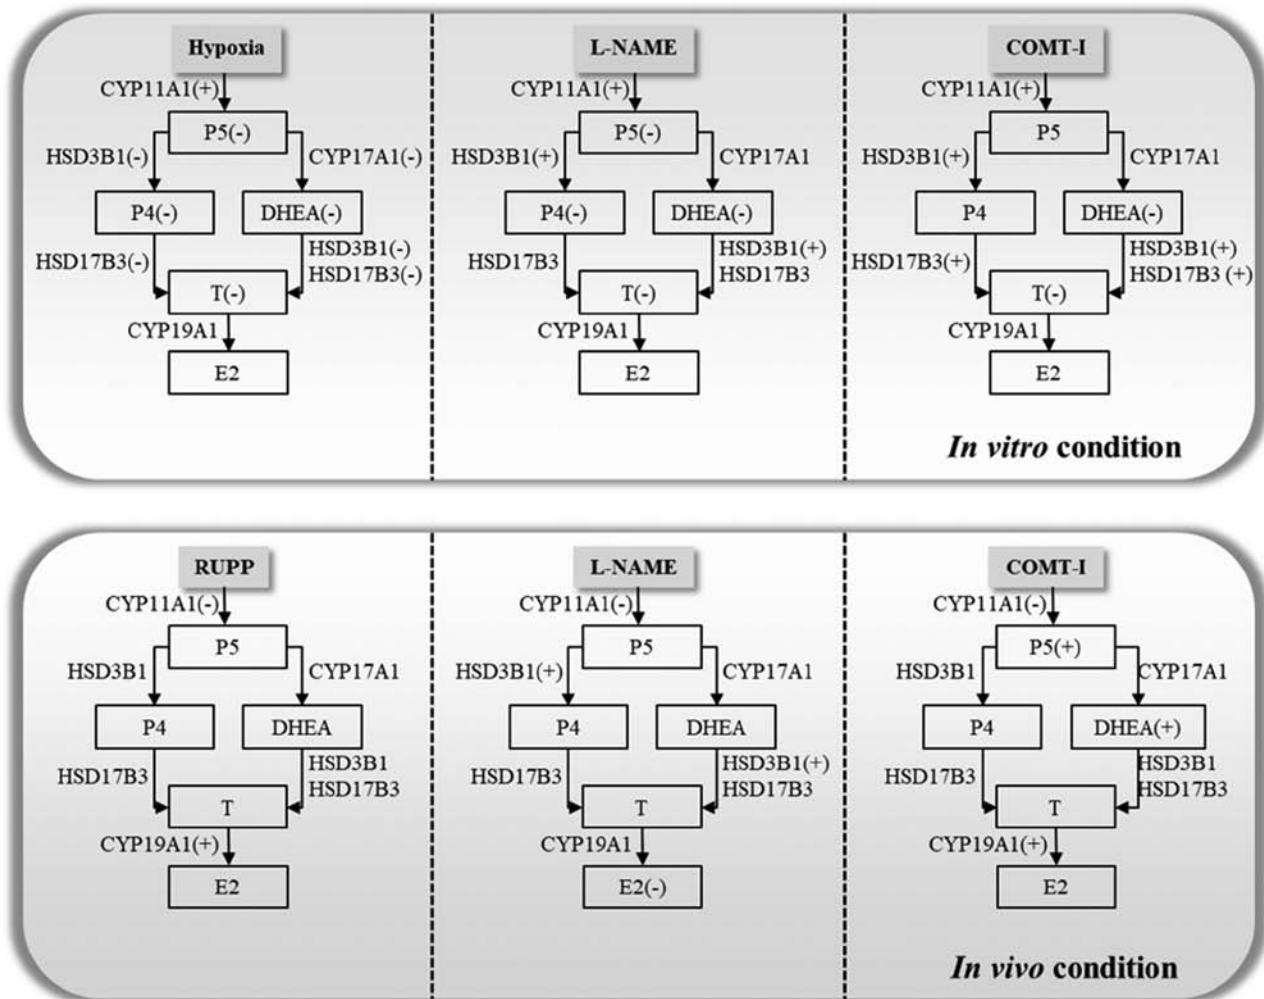 Hypoxia
CYP11A1(+)
P5(-)
HSD3B1(-)
CYP17A1(-)
P4(-)
DHEA(-)
HSD17B3(-)
HSD3B1(-)
HSD17B3(-)
T(-)
CYP19A1
E2
L-NAME
CYP11A1(+)
P5(-)
HSD3B1(+)
CYP17A1
P4(-)
DHEA(-)
HSD17B3
HSD3B1(+)
HSD17B3
T(-)
CYP19A1
E2
COMT-I
CYP11A1(+)
P5
HSD3B1(+)
CYP17A1
P4
DHEA(-)
HSD17B3(+)
HSD3B1(+)
HSD17B3 (+)
T(-)
CYP19A1
E2
In vitro condition
RUPP
CYP11A1(-)
P5
HSD3B1
CYP17A1
P4
DHEA
HSD17B3
HSD3B1
HSD17B3
T
CYP19A1(+)
E2
L-NAME
CYP11A1(-)
P5
HSD3B1(+)
CYP17A1
P4
DHEA
HSD17B3
HSD3B1(+)
HSD17B3
T
CYP19A1
E2(-)
COMT-I
CYP11A1(-)
P5(+)
HSD3B1
CYP17A1
P4
DHEA(+)
HSD17B3
HSD3B1
HSD17B3
T
CYP19A1(+)
E2
In vivo condition